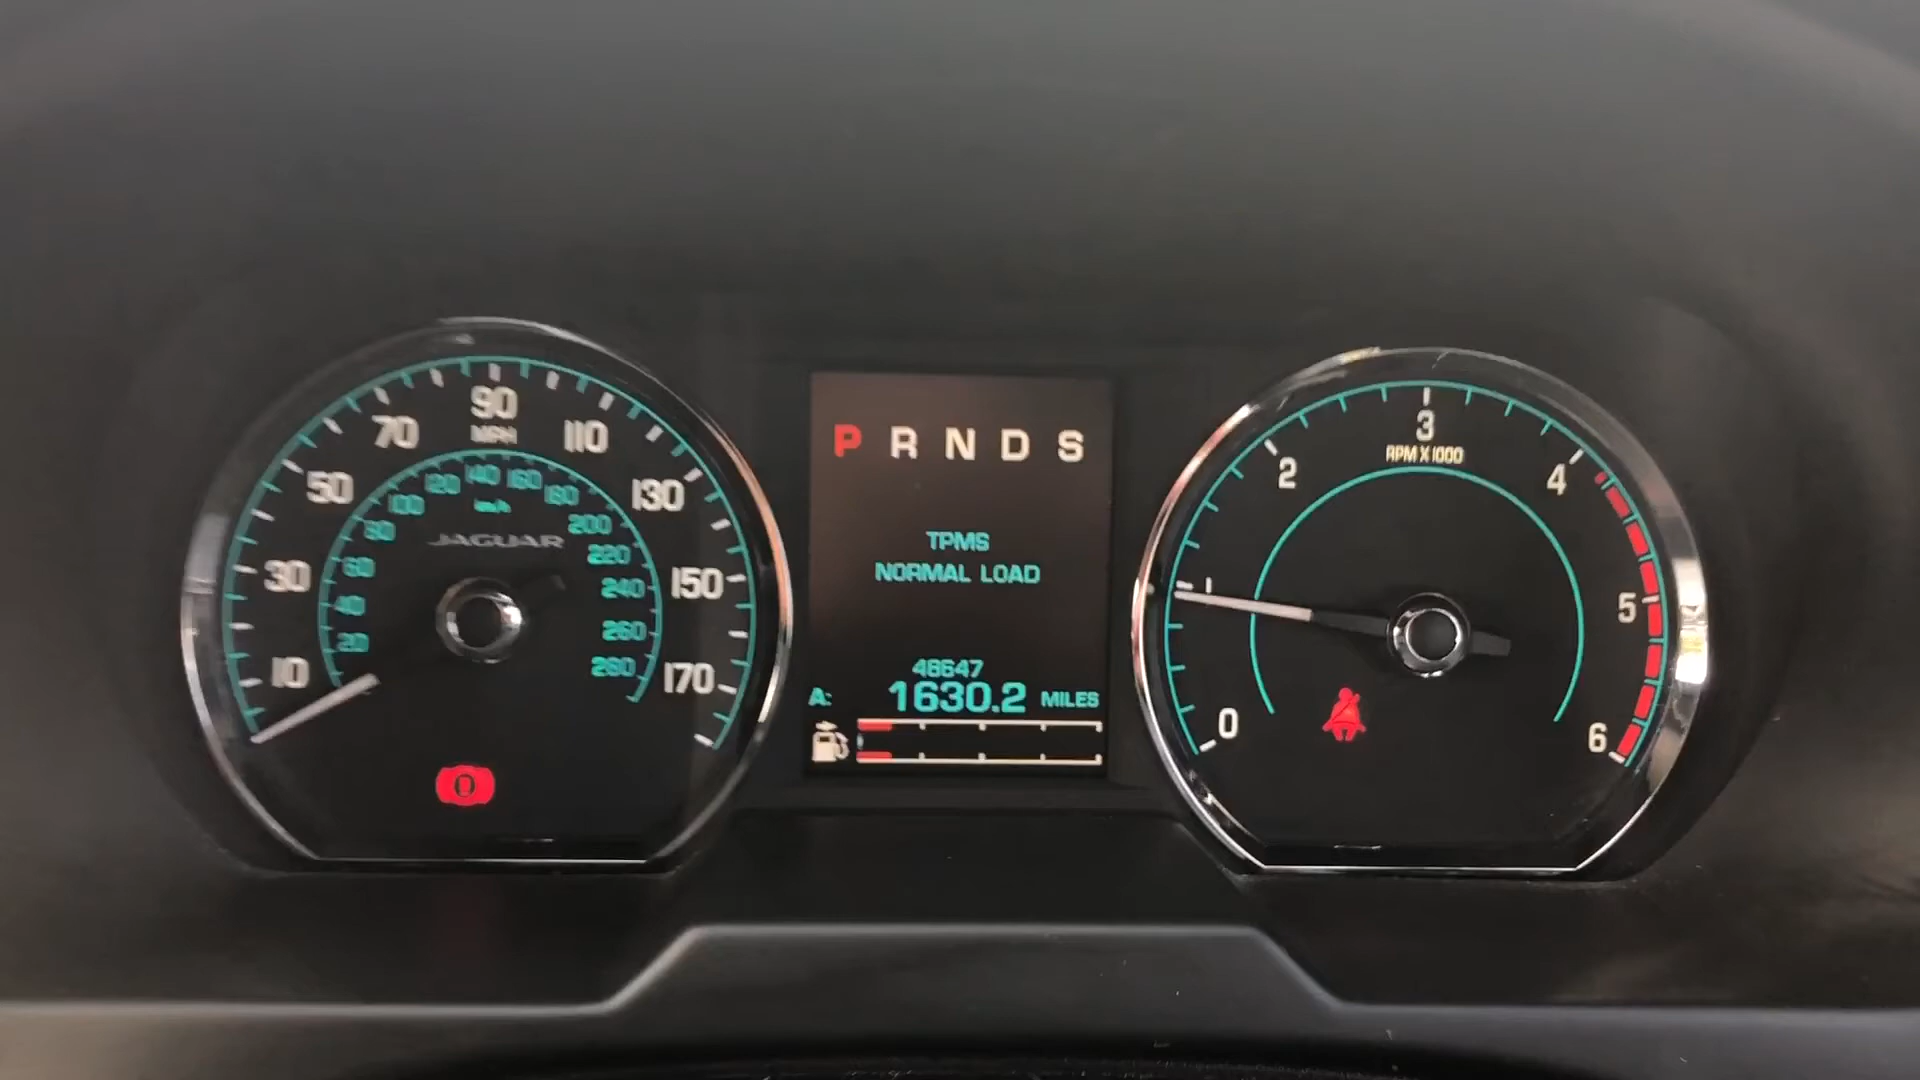 10 30 50 70 90 110 130 150 170
MPH
20 40 60 80 100 120 140 160 180 200 220 240 260 280
km/h
JAGUAR
P R N D S
TPMS
NORMAL LOAD
48647
A: 1630.2 MILES
0 1 2 3 4 5 6
RPM X 1000